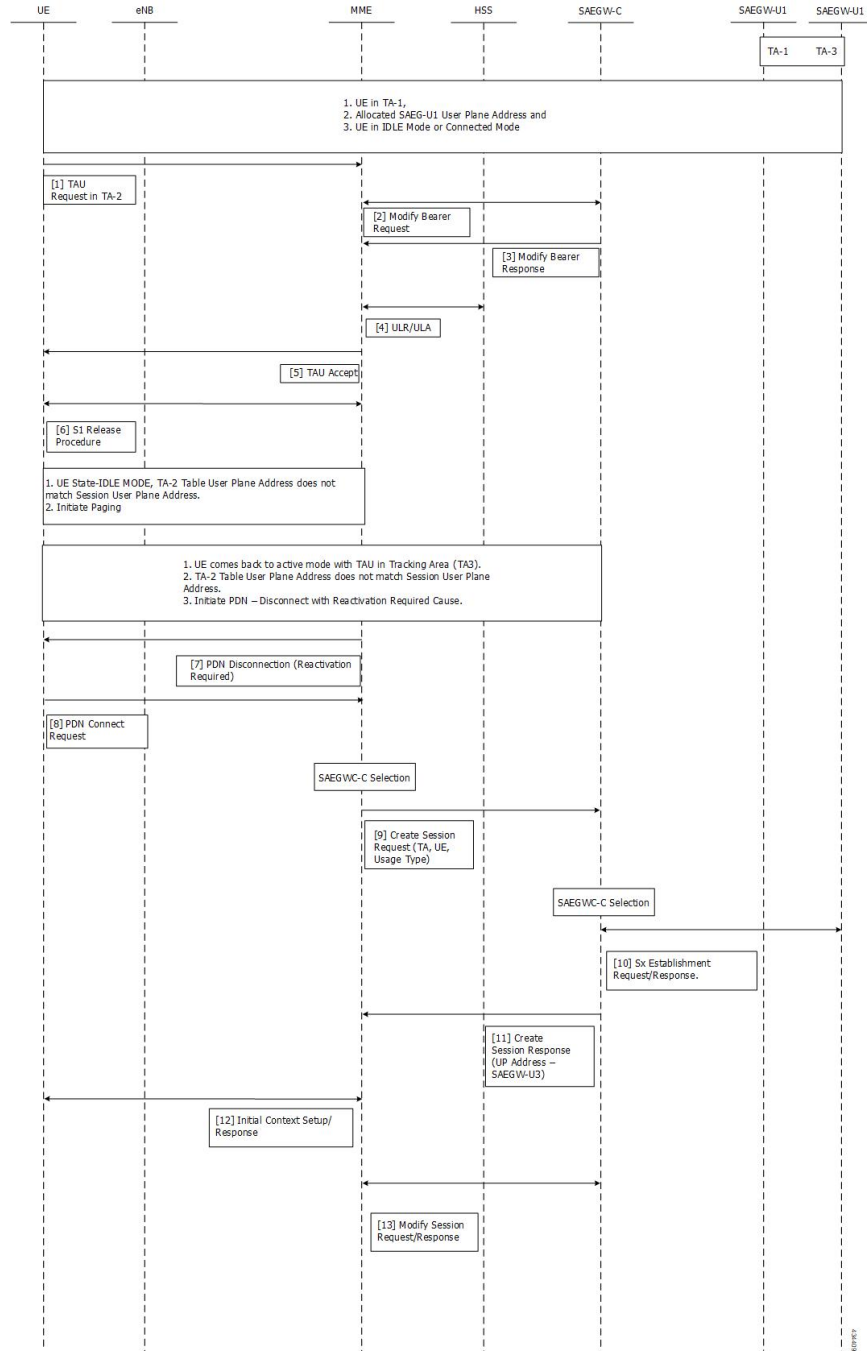 UE
eNB
MME
HSS
SAEGW-C
SAEGW-U1
SAEGW-U1
TA-1
TA-3
1. UE in TA-1,
2. Allocated SAEG-U1 User Plane Address and
3. UE in IDLE Mode or Connected Mode
[1] TAU
Request in TA-2
[2] Modify Bearer
Request
[3] Modify Bearer
Response
[4] ULR/ULA
[5] TAU Accept
[6] S1 Release
Procedure
1. UE State-IDLE MODE, TA-2 Table User Plane Address does not
match Session User Plane Address.
2. Initiate Paging
1. UE comes back to active mode with TAU in Tracking Area (TA3).
2. TA-2 Table User Plane Address does not match Session User Plane
Address.
3. Initiate PDN – Disconnect with Reactivation Required Cause.
[7] PDN Disconnection (Reactivation
Required)
[8] PDN Connect
Request
SAEGWC-C Selection
[9] Create Session
Request (TA, UE,
Usage Type)
SAEGWC-C Selection
[10] Sx Establishment
Request/Response.
[11] Create
Session Response
(UP Address –
SAEGW-U3)
[12] Initial Context Setup/
Response
[13] Modify Session
Request/Response